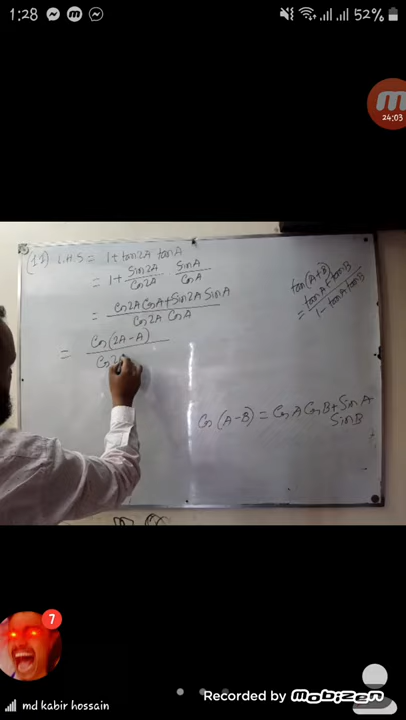 1:28
52%
24:03
(11) L.H.S = 1 + tan2A tanA
= 1 + Sin2A/Cos2A SinA/CosA
= Cos2A CosA + Sin2A SinA / Cos2A CosA
= Cos(2A-A) / Cos2
tan(A+B)
= tanA + tanB / 1 - tanA tanB
Cos(A-B) = CosA CosB + SinA
SinB
7
md kabir hossain
Recorded by MOBIZEN